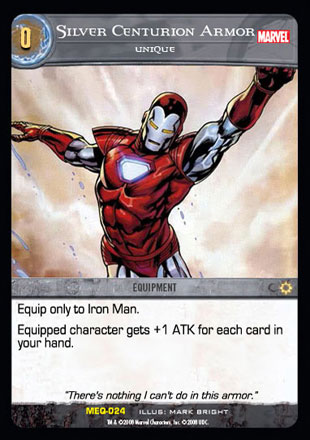 0
SILVER CENTURION ARMOR
MARVEL
UNIQUE
EQUIPMENT
Equip only to Iron Man.
Equipped character gets +1 ATK for each card in
your hand.
"There's nothing I can't do in this armor."
MEQ-024 ILLUS: MARK BRIGHT
TM & ©2008 Marvel Characters, Inc. ©2008 UDC.